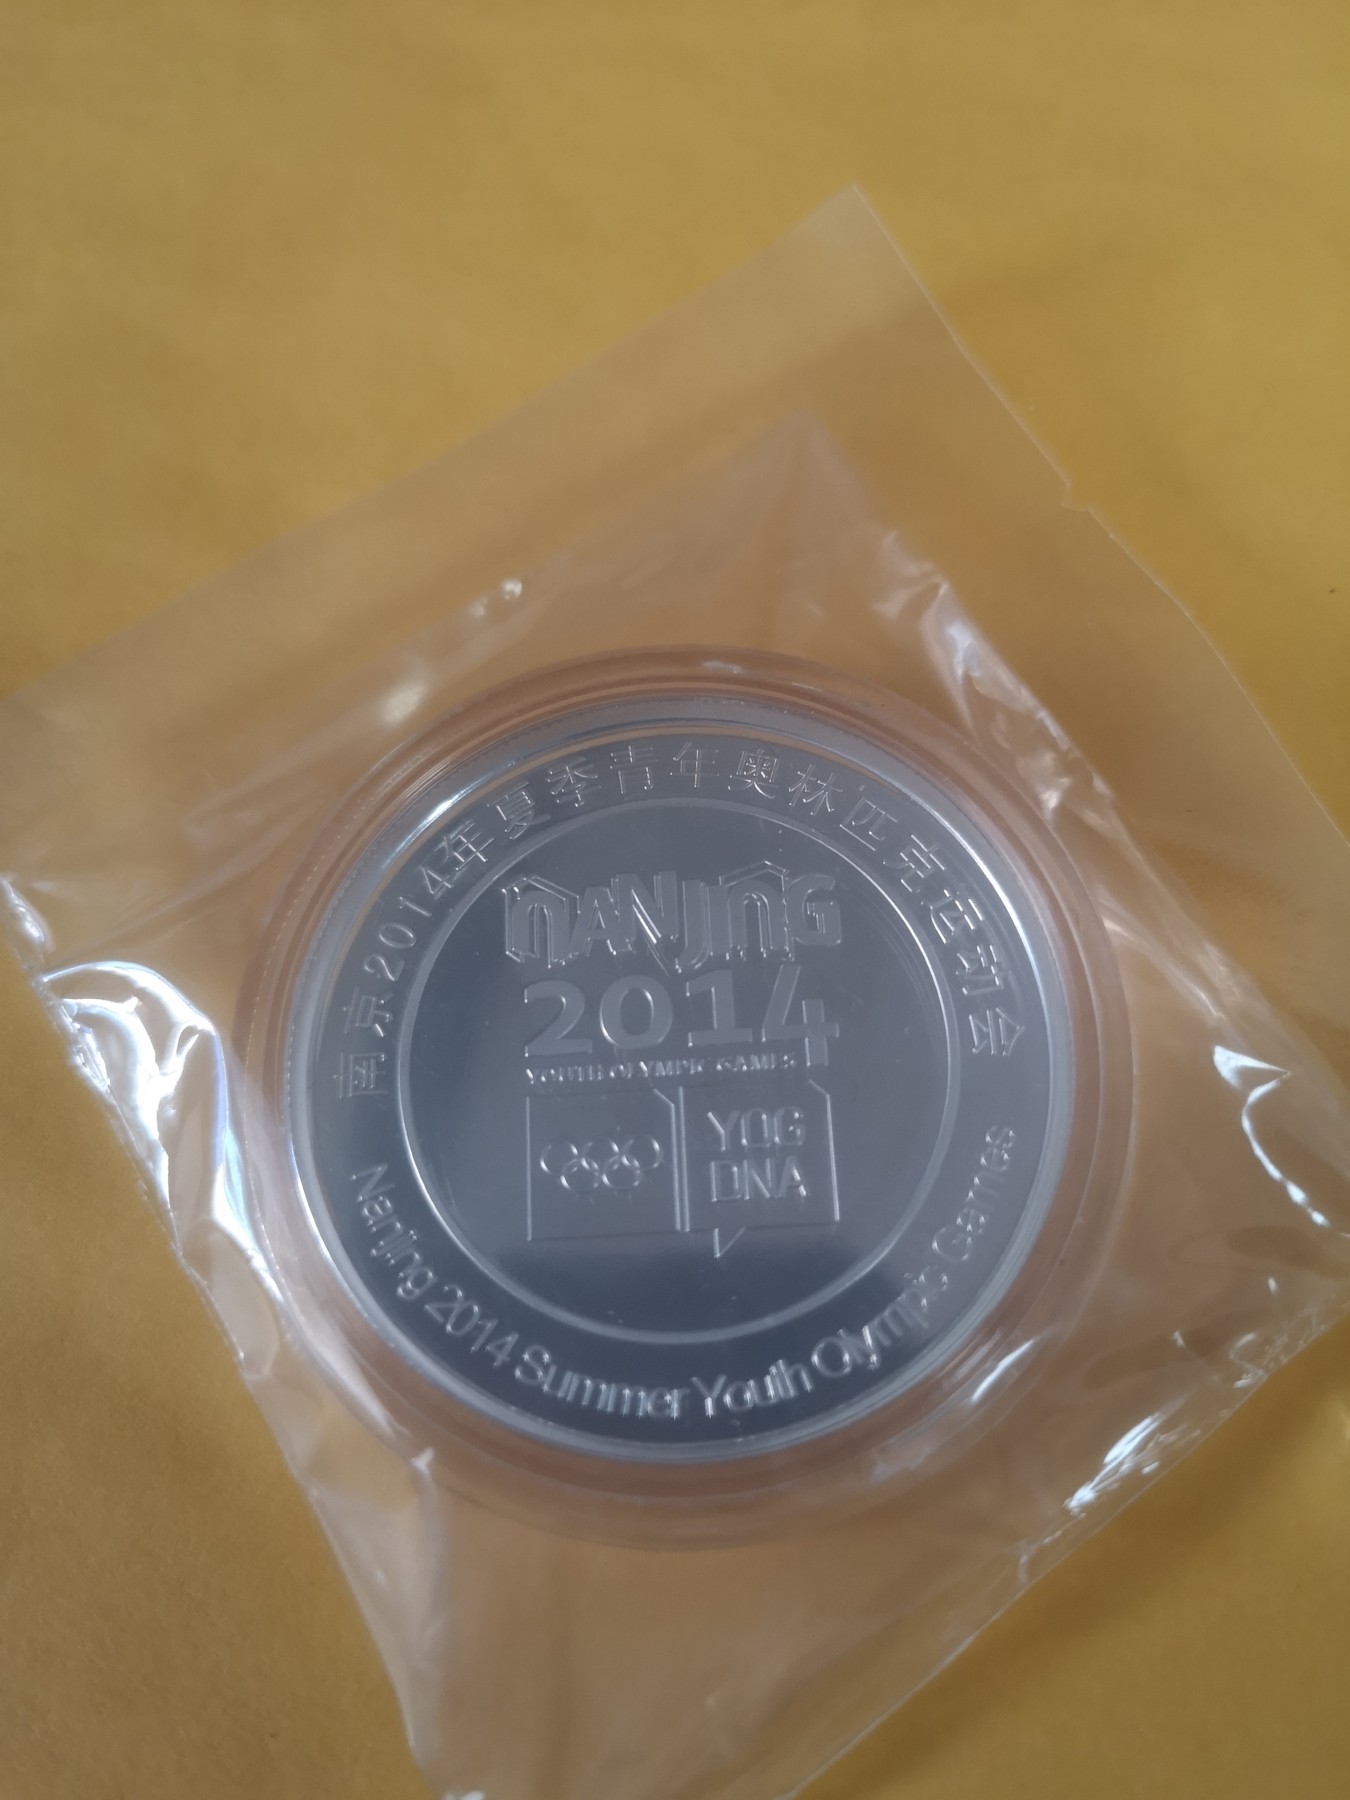 南京2014年夏季青年奥林匹克运动会
NANJING
2014
YOUTH OLYMPIC GAMES
YOG
DNA
Nanjing 2014 Summer Youth Olympic Games